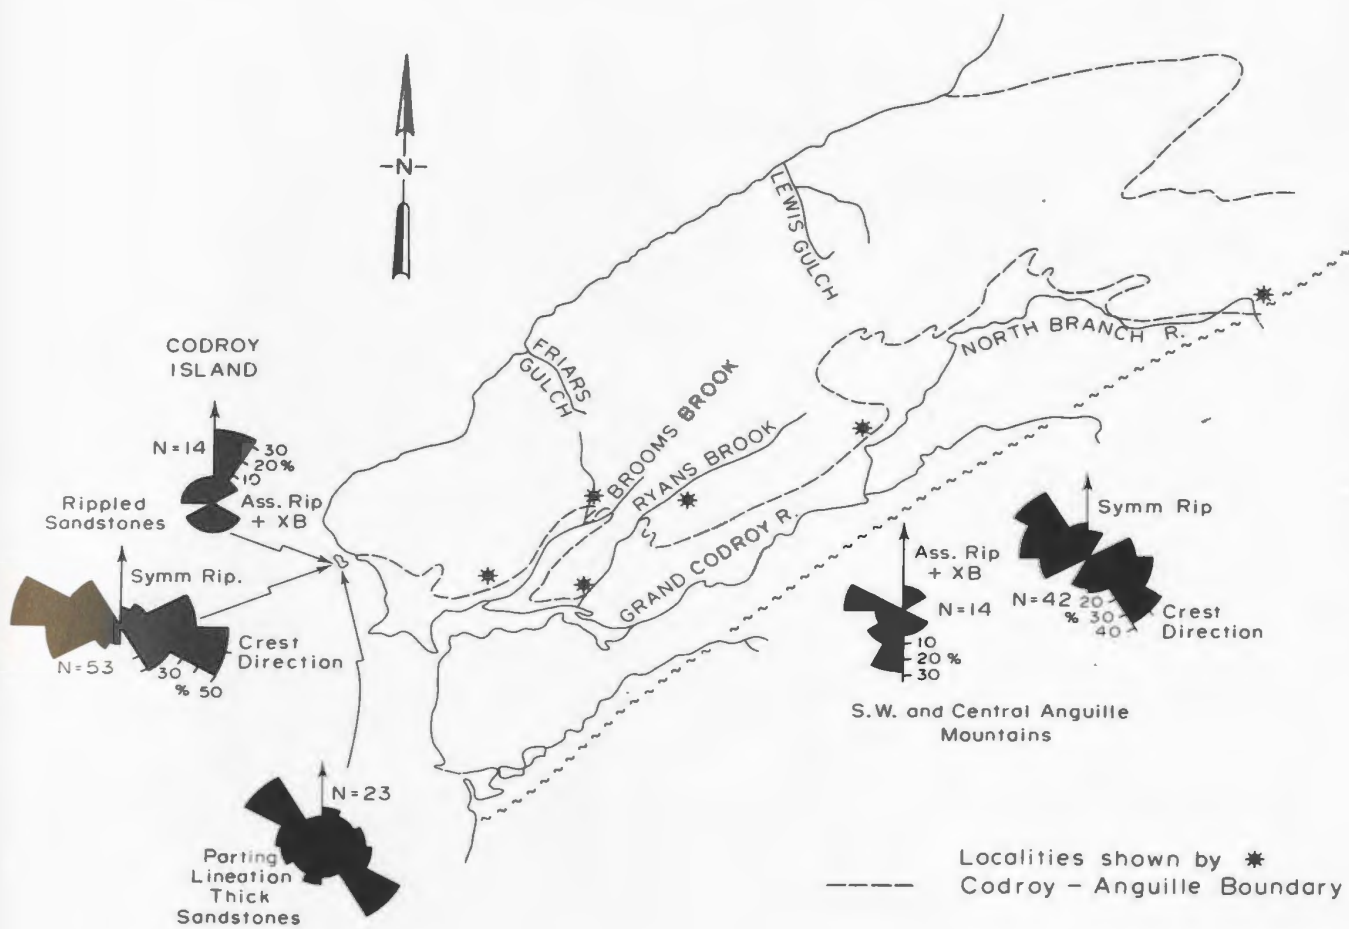 N
LEWIS GULCH
NORTH BRANCH R.
CODROY
ISLAND
FRIARS
GULCH
BROOMS BROOK
RYANS BROOK
GRAND CODROY R.
N=14
30
20%
10
Rippled
Sandstones
Ass. Rip
+ XB
Symm Rip.
Crest
Direction
N=53
30
% 50
N=23
Parting
Lineation
Thick
Sandstones
Ass. Rip
+ XB
N=14
10
20 %
30
Symm Rip
N=42
20
% 30
40
Crest
Direction
S.W. and Central Anguille
Mountains
Localities shown by
Codroy – Anguille Boundary